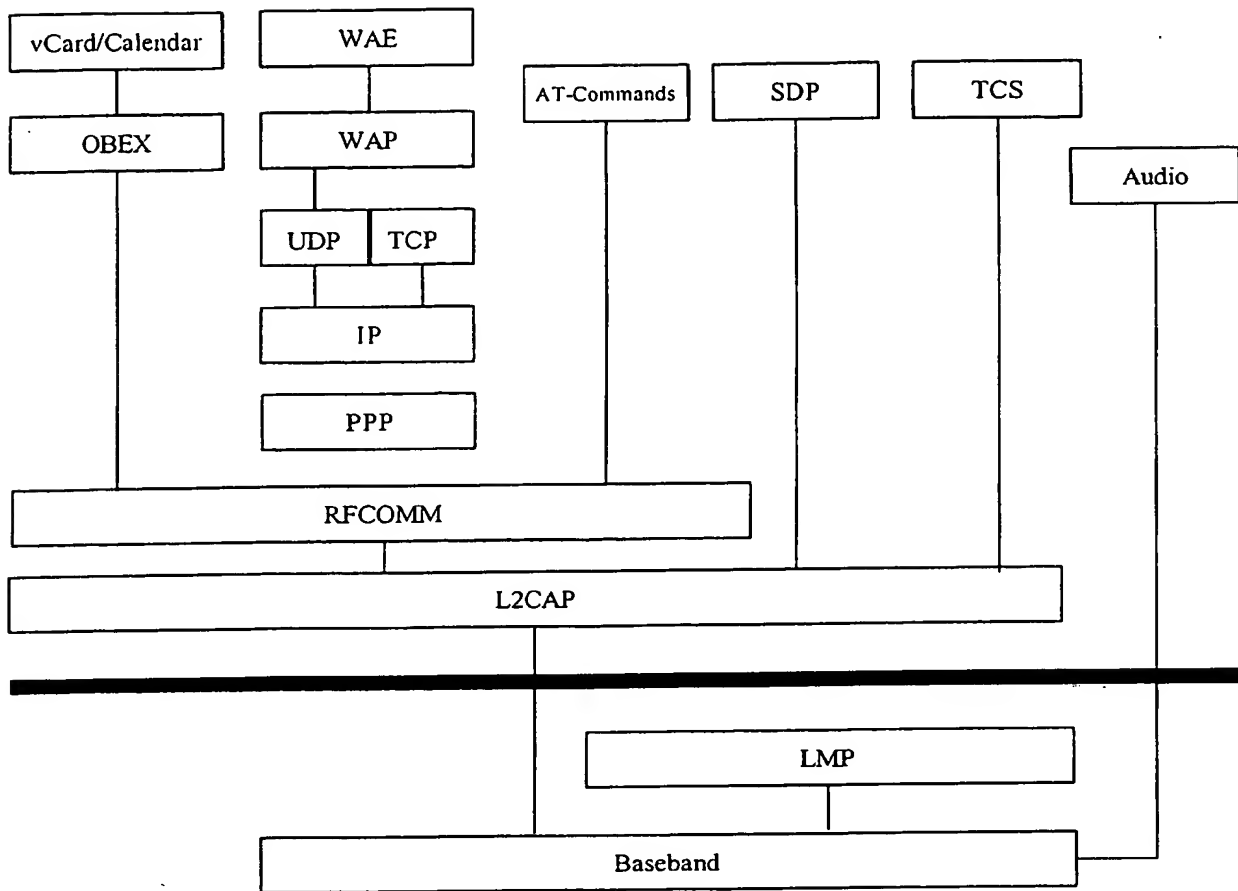 vCard/Calendar
WAE
AT-Commands
SDP
TCS
OBEX
WAP
Audio
UDP
TCP
IP
PPP
RFCOMM
L2CAP
LMP
Baseband